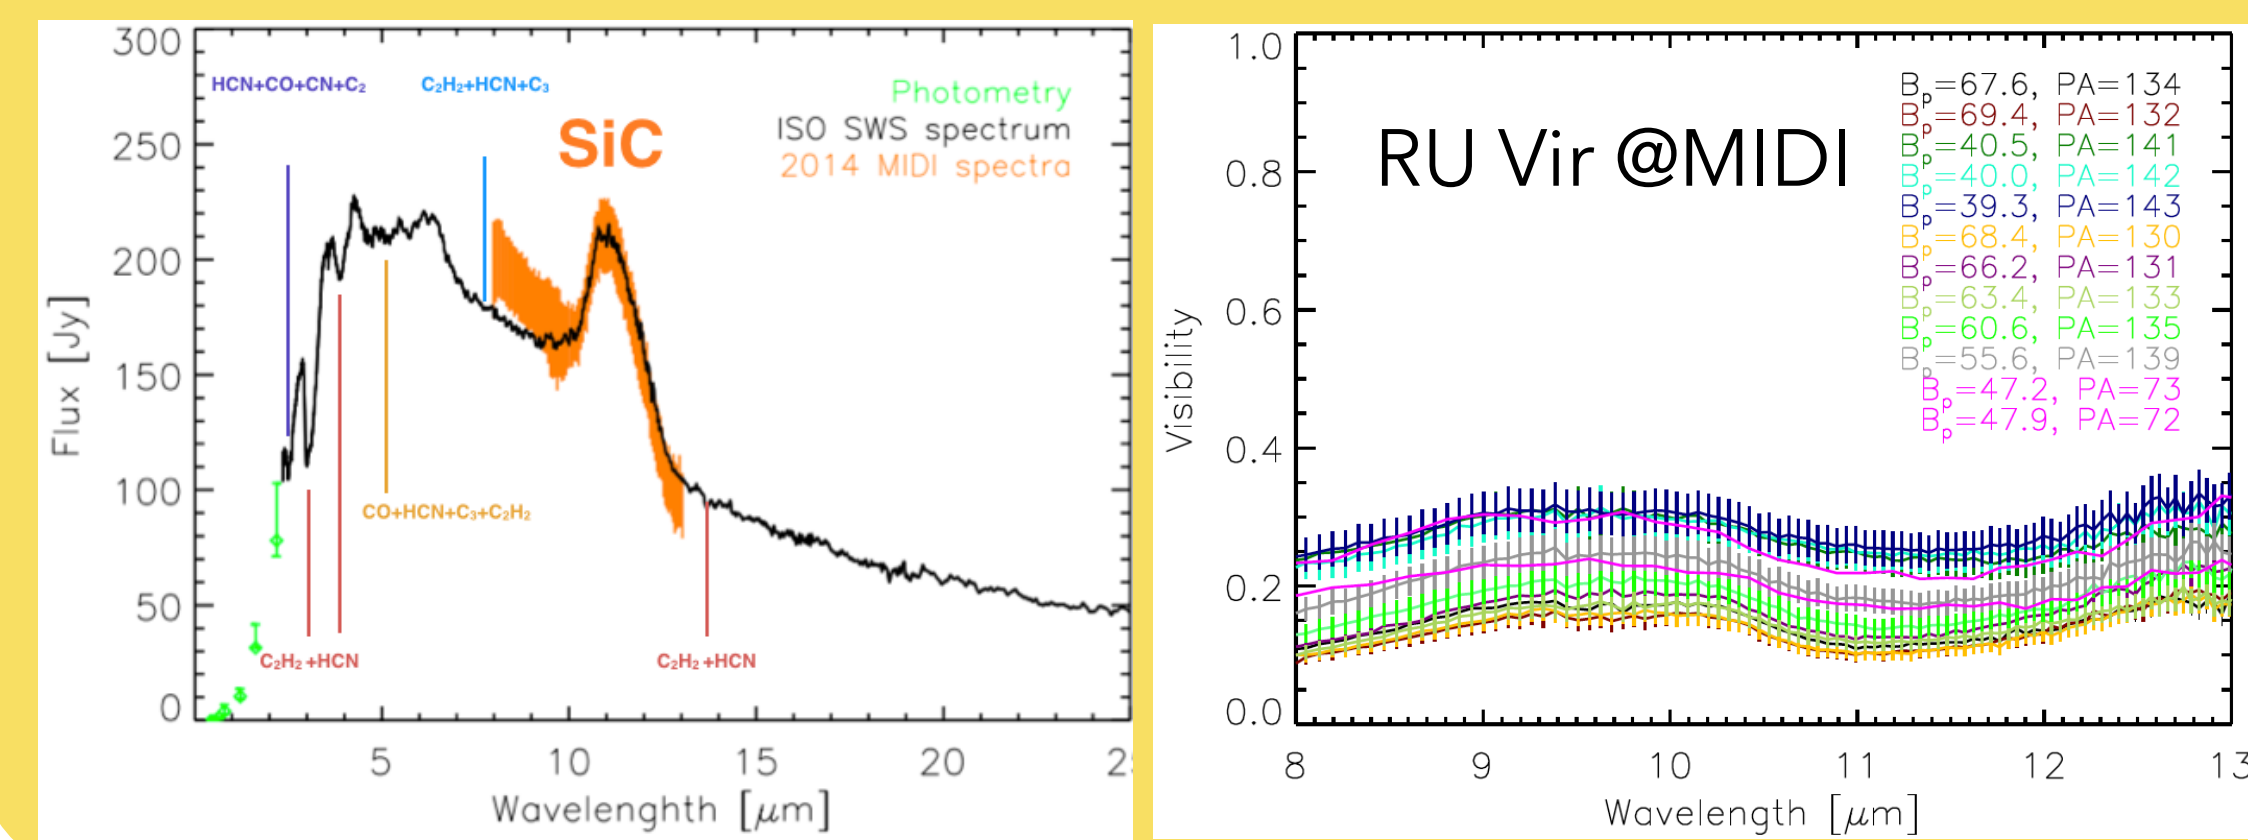 300
250
200
150
100
50
0
Flux [Jy]
HCN+CO+CN+C₂
C₂H₂+HCN+C₃
SiC
Photometry
ISO SWS spectrum
2014 MIDI spectra
CO+HCN+C₃+C₂H₂
C₂H₂+HCN
C₂H₂+HCN
5 10 15 20
Wavelenghth [μm]
1.0
0.8
0.6
0.4
0.2
0.0
Visibility
RU Vir @MIDI
Bp=67.6, PA=134
Bp=69.4, PA=132
Bp=40.5, PA=141
Bp=40.0, PA=142
Bp=39.3, PA=143
Bp=68.4, PA=130
Bp=66.2, PA=131
Bp=63.4, PA=133
Bp=60.6, PA=135
Bp=55.6, PA=139
Bp=47.2, PA=73
Bp=47.9, PA=72
8 9 10 11 12 13
Wavelength [μm]